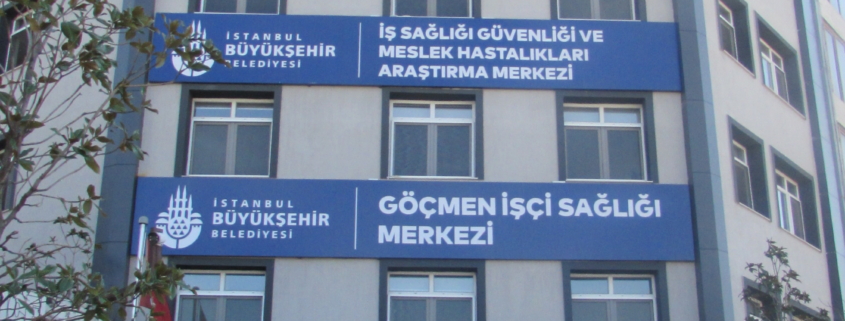 İSTANBUL
BÜYÜKŞEHİR
BELEDİYESİ
İŞ SAĞLIĞI GÜVENLİĞİ VE
MESLEK HASTALIKLARI
ARAŞTIRMA MERKEZİ
İSTANBUL
BÜYÜKŞEHİR
BELEDİYESİ
GÖÇMEN İŞÇİ SAĞLIĞI
MERKEZİ